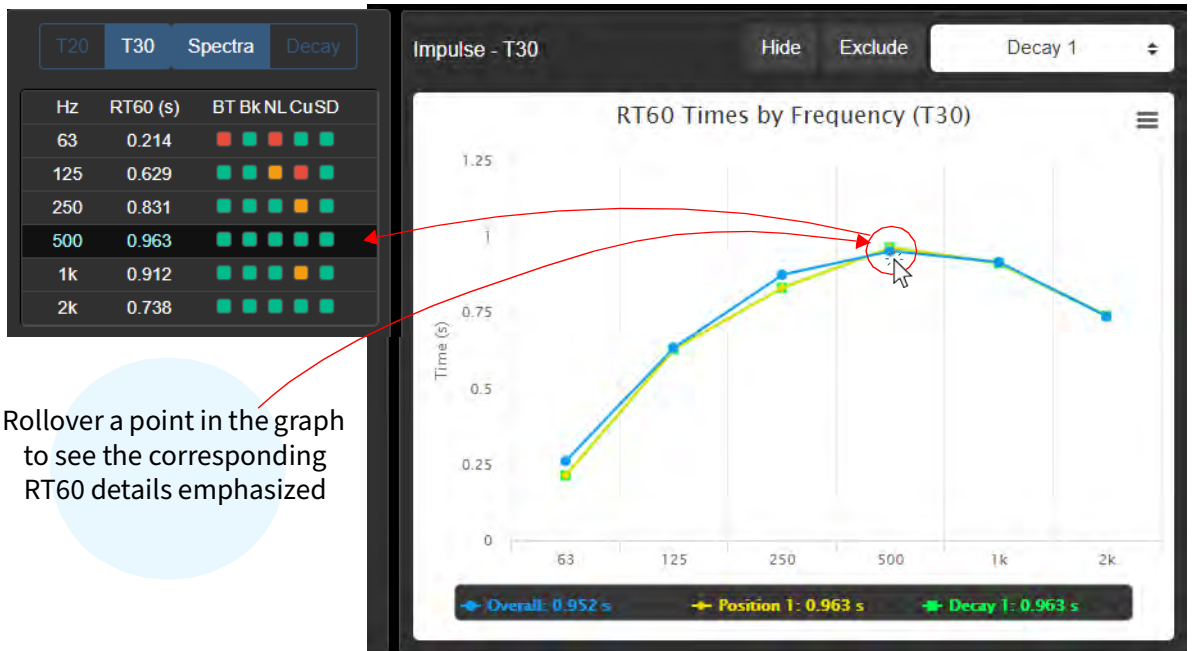 T20 T30 Spectra Decay
Hz RT60 (s) BT Bk NL Cu SD
63 0.214
125 0.629
250 0.831
500 0.963
1k 0.912
2k 0.738
Rollover a point in the graph
to see the corresponding
RT60 details emphasized
Impulse - T30 Hide Exclude Decay 1
RT60 Times by Frequency (T30)
Time (s)
1.25
1
0.75
0.5
0.25
0
63 125 250 500 1k 2k
Overall: 0.952 s Position 1: 0.963 s Decay 1: 0.963 s